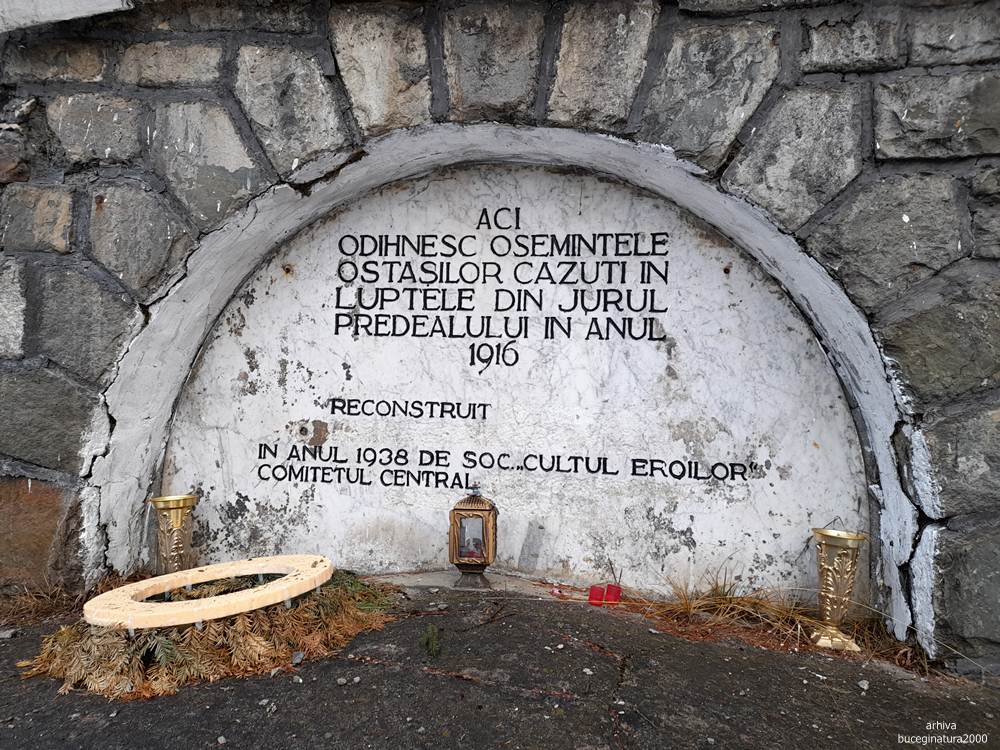 ACI
ODIHNESC OSEMINTELE
OSTAȘILOR CAZUTI IN
LUPTELE DIN JURUL
PREDEALULUI IN ANUL
1916
RECONSTRUIT
IN ANUL 1938 DE SOC. „CULTUL EROILOR“
COMITETUL CENTRAL
arhiva
buceginatura2000